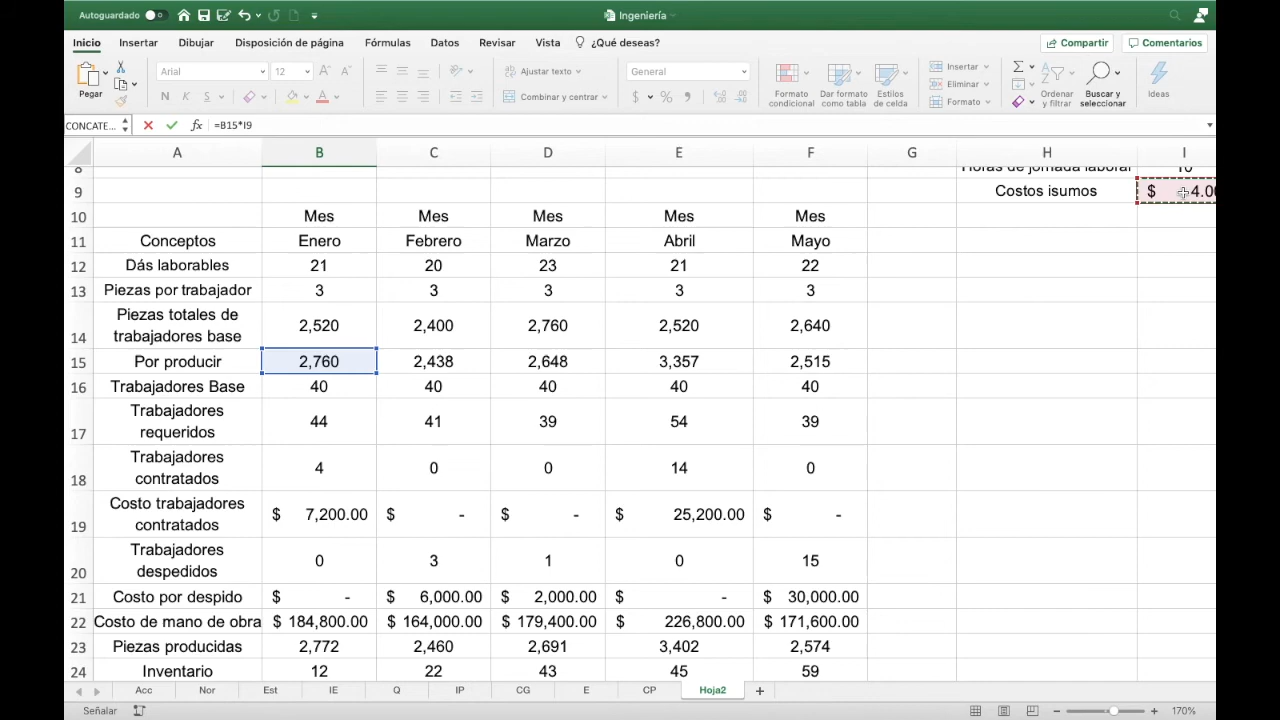 Autoguardado
Ingeniería
Inicio Insertar Dibujar Disposición de página Fórmulas Datos Revisar Vista ¿Qué deseas? Compartir Comentarios
Pegar Arial 12 Ajustar texto General Insertar
N K S Combinar y centrar $ % Formato condicional Dar formato como tabla Estilos de celda Eliminar Formato Ordenar y filtrar Buscar y seleccionar Ideas
CONCATE... fx =B15*I9
A B C D E F G H I
8 Horas de jornada laboral 10
9 Costos isumos $ 4.00
10 Mes Mes Mes Mes Mes
11 Conceptos Enero Febrero Marzo Abril Mayo
12 Dás laborables 21 20 23 21 22
13 Piezas por trabajador 3 3 3 3 3
Piezas totales de
14 trabajadores base 2,520 2,400 2,760 2,520 2,640
15 Por producir 2,760 2,438 2,648 3,357 2,515
16 Trabajadores Base 40 40 40 40 40
Trabajadores
17 requeridos 44 41 39 54 39
Trabajadores
18 contratados 4 0 0 14 0
Costo trabajadores
19 contratados $ 7,200.00 $ - $ - $ 25,200.00 $ -
Trabajadores
20 despedidos 0 3 1 0 15
21 Costo por despido $ - $ 6,000.00 $ 2,000.00 $ - $ 30,000.00
22 Costo de mano de obra $ 184,800.00 $ 164,000.00 $ 179,400.00 $ 226,800.00 $ 171,600.00
23 Piezas producidas 2,772 2,460 2,691 3,402 2,574
24 Inventario 12 22 43 45 59
Acc Nor Est IE Q IP CG E CP Hoja2 +
Señalar 170%